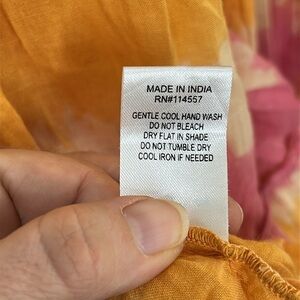 MADE IN INDIA
RN#114557
GENTLE COOL HAND WASH
DO NOT BLEACH
DRY FLAT IN SHADE
DO NOT TUMBLE DRY
COOL IRON IF NEEDED